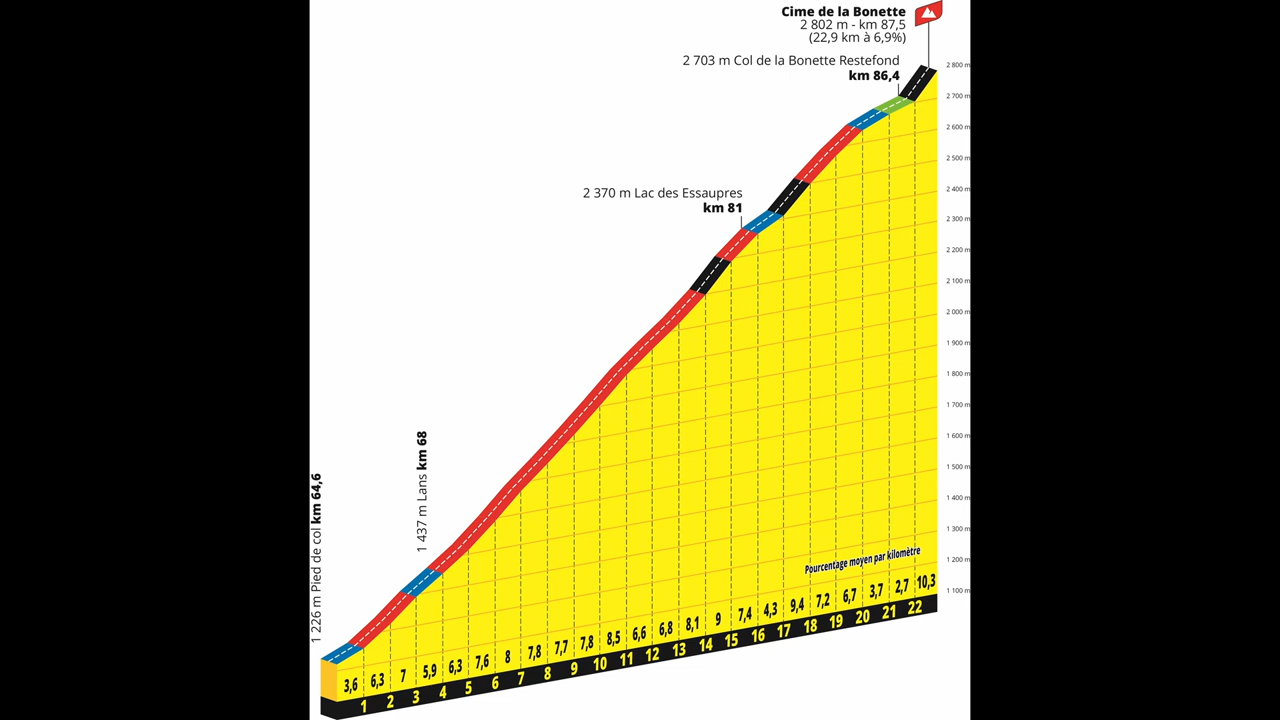 Cime de la Bonette
2 802 m - km 87,5
(22,9 km à 6,9%)
2 703 m Col de la Bonette Restefond
km 86,4
2 370 m Lac des Essaupres
km 81
1 437 m Lans km 68
1 226 m Pied de col km 64,6
2 800 m
2 700 m
2 600 m
2 500 m
2 400 m
2 300 m
2 200 m
2 100 m
2 000 m
1 900 m
1 800 m
1 700 m
1 600 m
1 500 m
1 400 m
1 300 m
1 200 m
1 100 m
Pourcentage moyen par kilomètre
3,6 6,3 7 5,9 6,3 7,6 8 7,8 7,7 7,8 8,5 6,6 6,8 8,1 9 7,4 4,3 9,4 7,2 6,7 3,7 2,7 10,3
1 2 3 4 5 6 7 8 9 10 11 12 13 14 15 16 17 18 19 20 21 22